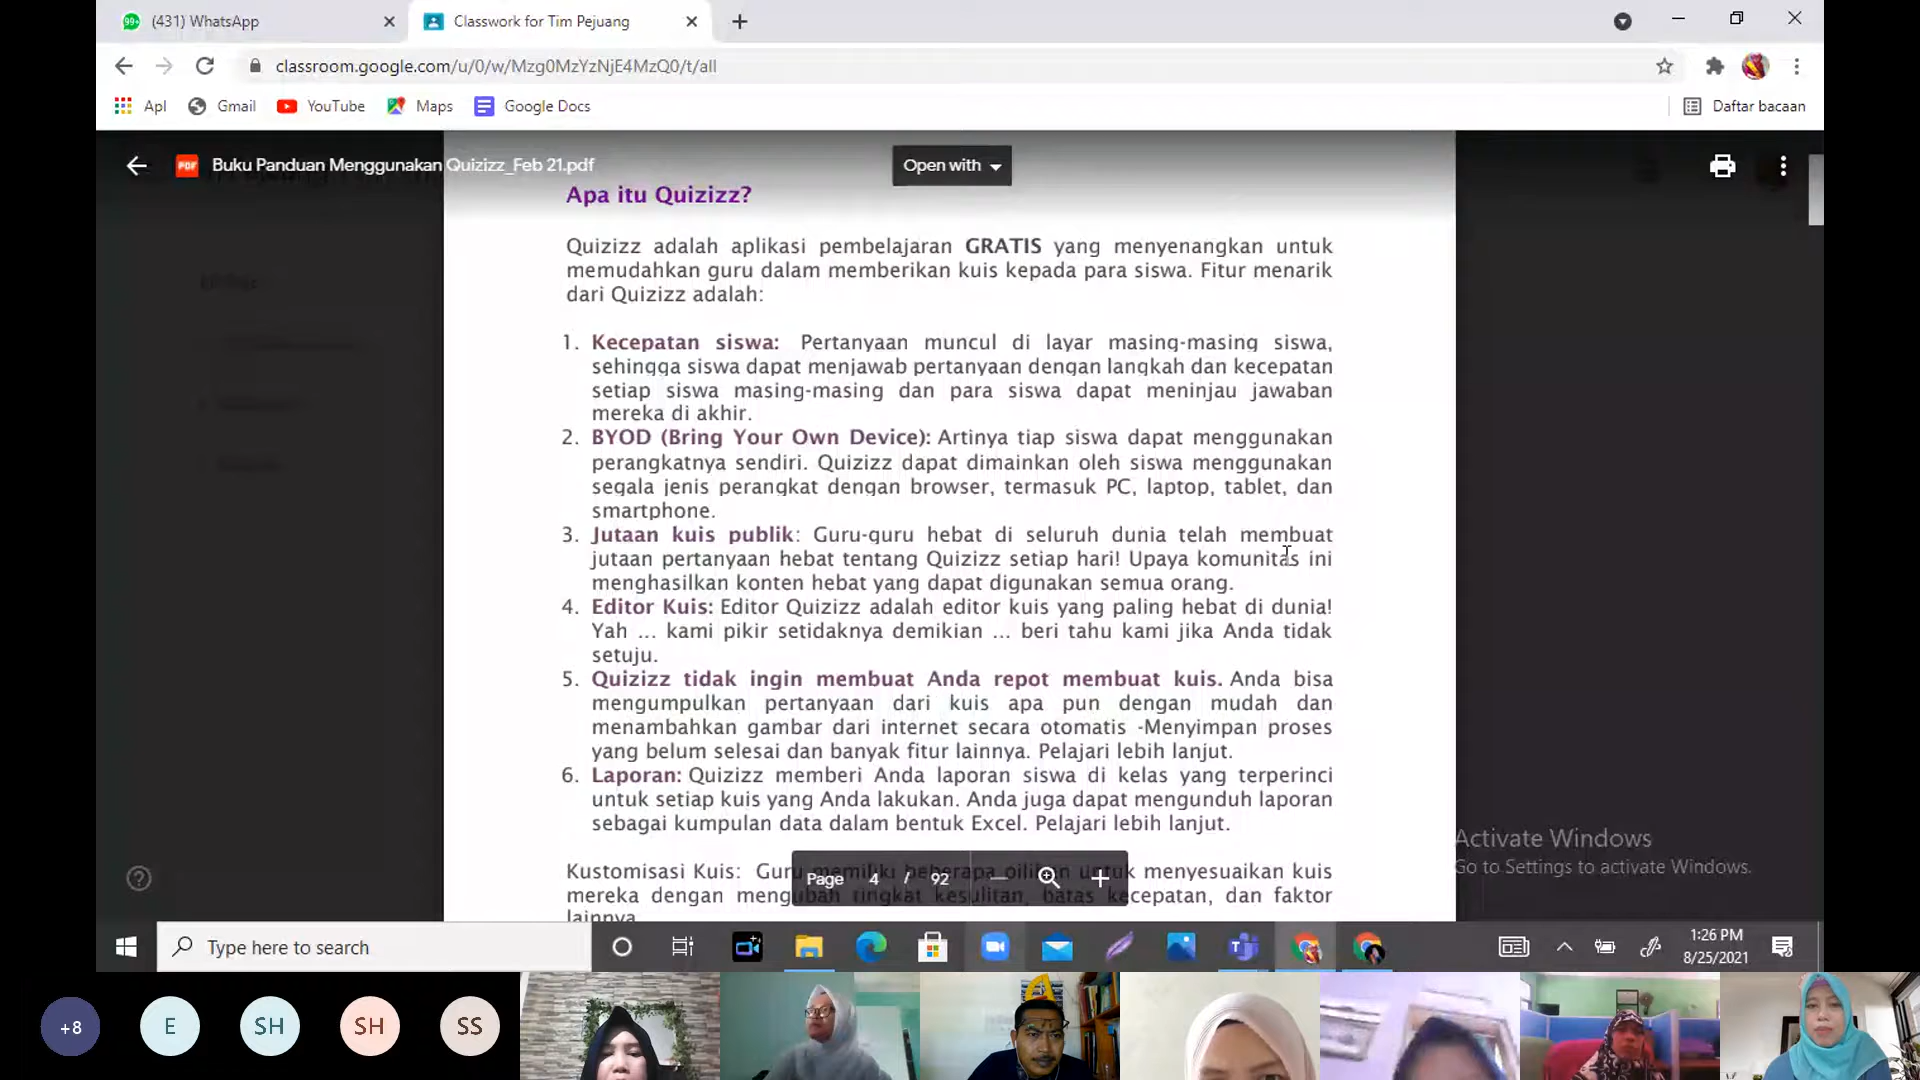 (431) WhatsApp
Classwork for Tim Pejuang
classroom.google.com/u/0/w/Mzg0MzYzNjE4MzQ0/t/all
Apl Gmail YouTube Maps Google Docs Daftar bacaan
PDF Buku Panduan Menggunakan Quizizz_Feb 21.pdf
Open with
Apa itu Quizizz?
Quizizz adalah aplikasi pembelajaran GRATIS yang menyenangkan untuk
memudahkan guru dalam memberikan kuis kepada para siswa. Fitur menarik
dari Quizizz adalah:
1. Kecepatan siswa: Pertanyaan muncul di layar masing-masing siswa,
sehingga siswa dapat menjawab pertanyaan dengan langkah dan kecepatan
setiap siswa masing-masing dan para siswa dapat meninjau jawaban
mereka di akhir.
2. BYOD (Bring Your Own Device): Artinya tiap siswa dapat menggunakan
perangkatnya sendiri. Quizizz dapat dimainkan oleh siswa menggunakan
segala jenis perangkat dengan browser, termasuk PC, laptop, tablet, dan
smartphone.
3. Jutaan kuis publik: Guru-guru hebat di seluruh dunia telah membuat
jutaan pertanyaan hebat tentang Quizizz setiap hari! Upaya komunitas ini
menghasilkan konten hebat yang dapat digunakan semua orang.
4. Editor Kuis: Editor Quizizz adalah editor kuis yang paling hebat di dunia!
Yah ... kami pikir setidaknya demikian ... beri tahu kami jika Anda tidak
setuju.
5. Quizizz tidak ingin membuat Anda repot membuat kuis. Anda bisa
mengumpulkan pertanyaan dari kuis apa pun dengan mudah dan
menambahkan gambar dari internet secara otomatis -Menyimpan proses
yang belum selesai dan banyak fitur lainnya. Pelajari lebih lanjut.
6. Laporan: Quizizz memberi Anda laporan siswa di kelas yang terperinci
untuk setiap kuis yang Anda lakukan. Anda juga dapat mengunduh laporan
sebagai kumpulan data dalam bentuk Excel. Pelajari lebih lanjut.
Kustomisasi Kuis: Guru memiliki beberapa pilihan untuk menyesuaikan kuis
mereka dengan mengubah tingkat kesulitan, batas kecepatan, dan faktor
lainnya
Page 4 / 92
Activate Windows
Go to Settings to activate Windows.
Type here to search
1:26 PM
8/25/2021
+8 E SH SH SS